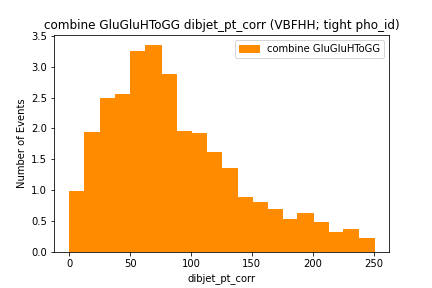 combine GluGluHToGG dibjet_pt_corr (VBFHH; tight pho_id)
combine GluGluHToGG
Number of Events
3.5
3.0
2.5
2.0
1.5
1.0
0.5
0.0
0 50 100 150 200 250
dibjet_pt_corr